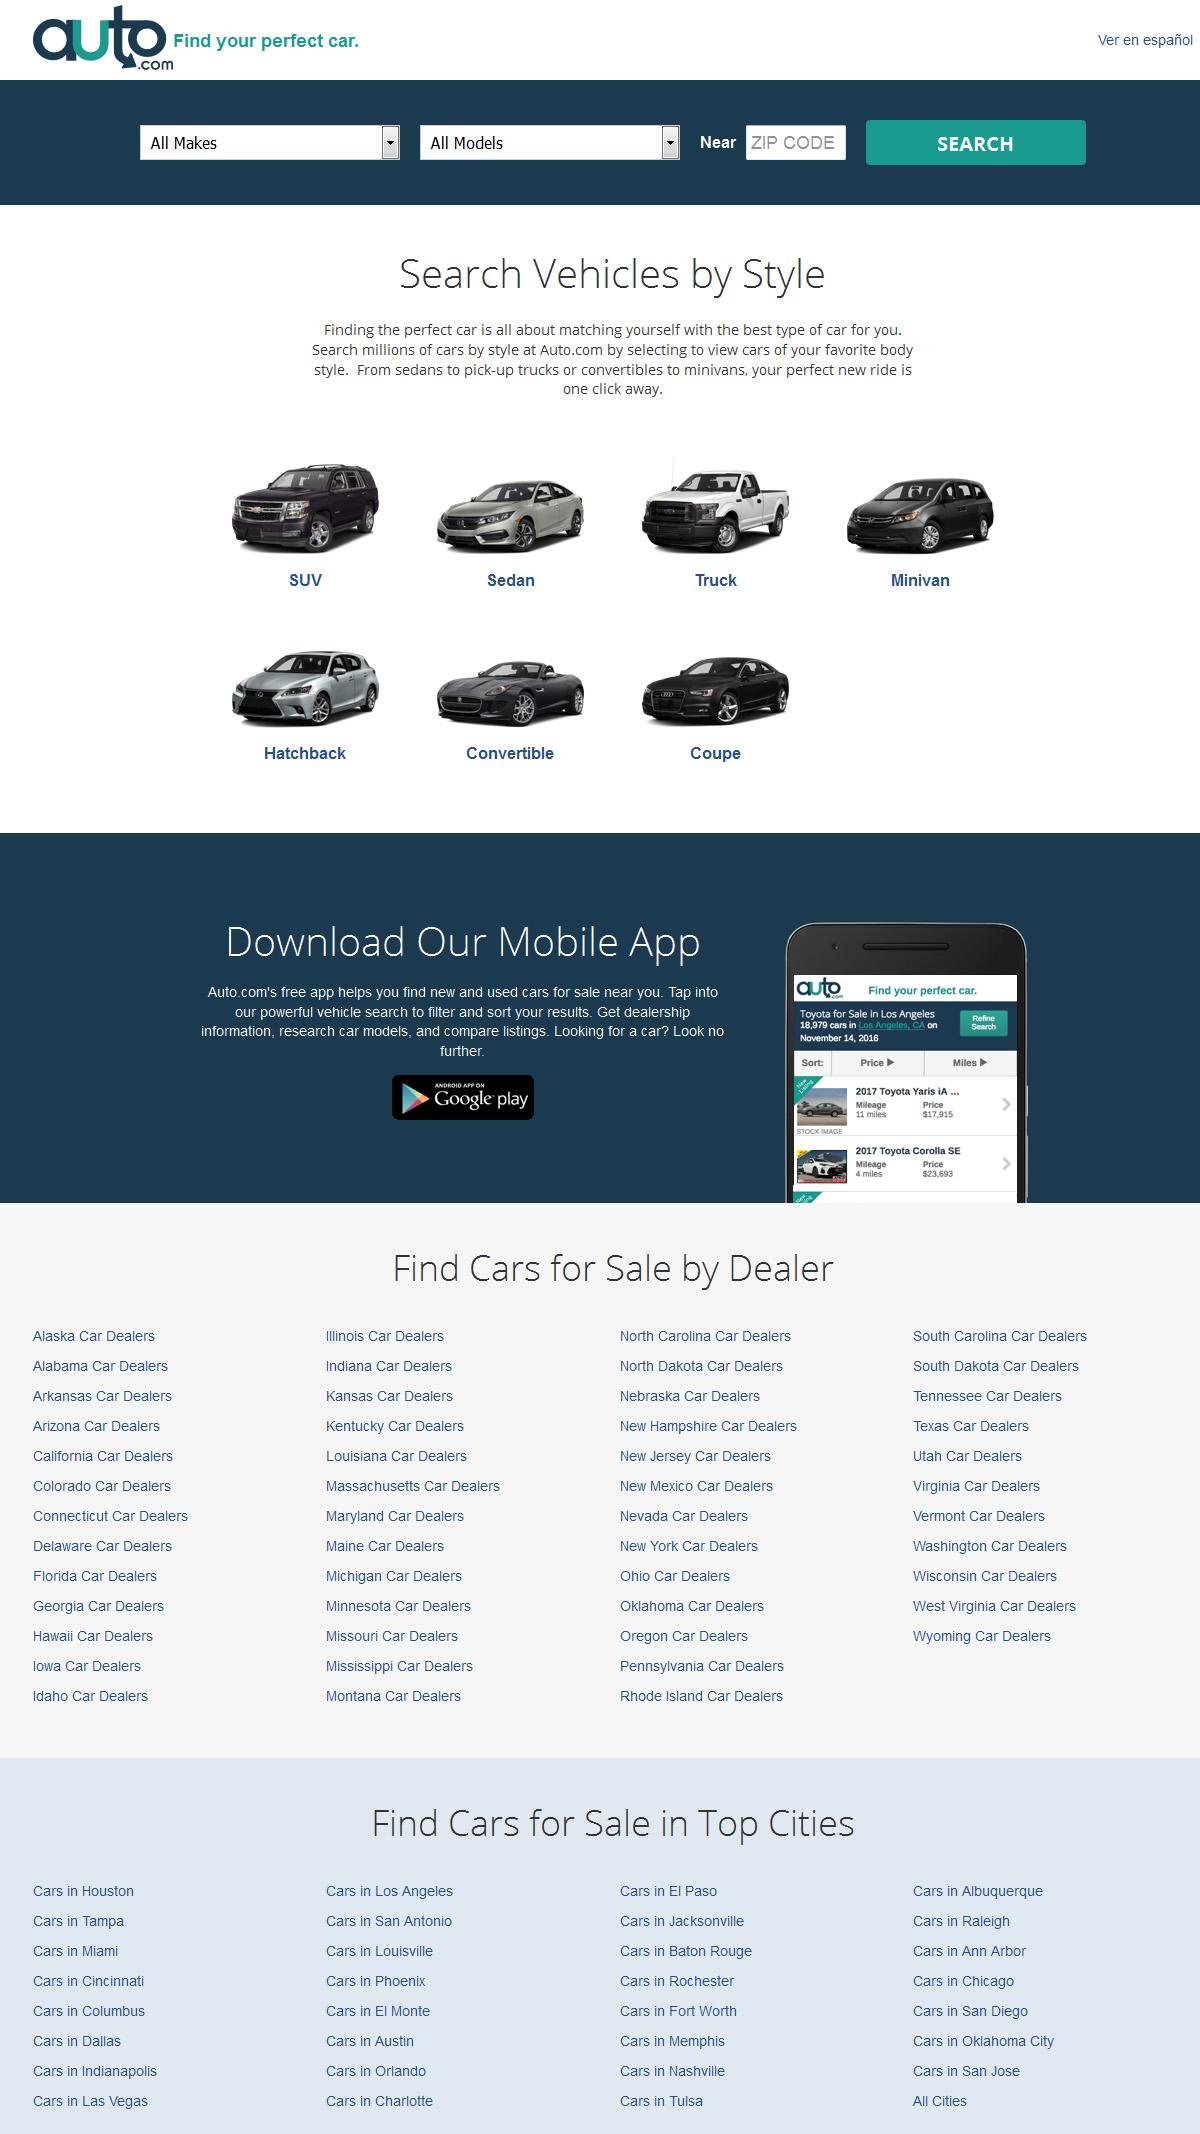 auto.com Find your perfect car.
Ver en español
All Makes
All Models
Near
ZIP CODE
SEARCH
Search Vehicles by Style
Finding the perfect car is all about matching yourself with the best type of car for you.
Search millions of cars by style at Auto.com by selecting to view cars of your favorite body
style. From sedans to pick-up trucks or convertibles to minivans, your perfect new ride is
one click away.
SUV
Sedan
Truck
Minivan
Hatchback
Convertible
Coupe
Download Our Mobile App
Auto.com's free app helps you find new and used cars for sale near you. Tap into
our powerful vehicle search to filter and sort your results. Get dealership
information, research car models, and compare listings. Looking for a car? Look no
further.
ANDROID APP ON
Google play
auto.com Find your perfect car.
Toyota for Sale in Los Angeles
18,979 cars in Los Angeles, CA on
November 14, 2016
Refine
Search
Sort:
Price
Miles
New
Listing
2017 Toyota Yaris iA ...
Mileage Price
11 miles $17,915
STOCK IMAGE
2017 Toyota Corolla SE
Mileage Price
4 miles $23,693
Find Cars for Sale by Dealer
Alaska Car Dealers
Alabama Car Dealers
Arkansas Car Dealers
Arizona Car Dealers
California Car Dealers
Colorado Car Dealers
Connecticut Car Dealers
Delaware Car Dealers
Florida Car Dealers
Georgia Car Dealers
Hawaii Car Dealers
Iowa Car Dealers
Idaho Car Dealers
Illinois Car Dealers
Indiana Car Dealers
Kansas Car Dealers
Kentucky Car Dealers
Louisiana Car Dealers
Massachusetts Car Dealers
Maryland Car Dealers
Maine Car Dealers
Michigan Car Dealers
Minnesota Car Dealers
Missouri Car Dealers
Mississippi Car Dealers
Montana Car Dealers
North Carolina Car Dealers
North Dakota Car Dealers
Nebraska Car Dealers
New Hampshire Car Dealers
New Jersey Car Dealers
New Mexico Car Dealers
Nevada Car Dealers
New York Car Dealers
Ohio Car Dealers
Oklahoma Car Dealers
Oregon Car Dealers
Pennsylvania Car Dealers
Rhode Island Car Dealers
South Carolina Car Dealers
South Dakota Car Dealers
Tennessee Car Dealers
Texas Car Dealers
Utah Car Dealers
Virginia Car Dealers
Vermont Car Dealers
Washington Car Dealers
Wisconsin Car Dealers
West Virginia Car Dealers
Wyoming Car Dealers
Find Cars for Sale in Top Cities
Cars in Houston
Cars in Tampa
Cars in Miami
Cars in Cincinnati
Cars in Columbus
Cars in Dallas
Cars in Indianapolis
Cars in Las Vegas
Cars in Los Angeles
Cars in San Antonio
Cars in Louisville
Cars in Phoenix
Cars in El Monte
Cars in Austin
Cars in Orlando
Cars in Charlotte
Cars in El Paso
Cars in Jacksonville
Cars in Baton Rouge
Cars in Rochester
Cars in Fort Worth
Cars in Memphis
Cars in Nashville
Cars in Tulsa
Cars in Albuquerque
Cars in Raleigh
Cars in Ann Arbor
Cars in Chicago
Cars in San Diego
Cars in Oklahoma City
Cars in San Jose
All Cities